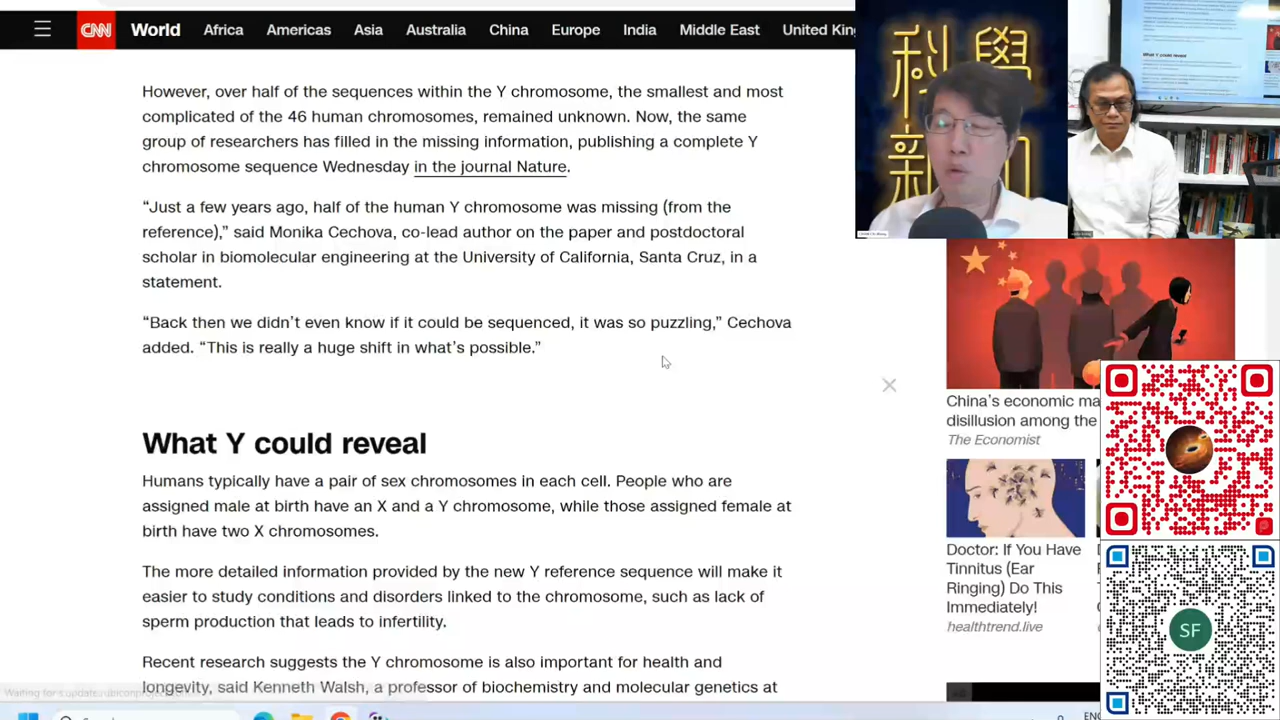 CNN World Africa Americas Asia Australia China Europe India Middle East United King
However, over half of the sequences within the Y chromosome, the smallest and most
complicated of the 46 human chromosomes, remained unknown. Now, the same
group of researchers has filled in the missing information, publishing a complete Y
chromosome sequence Wednesday in the journal Nature.
“Just a few years ago, half of the human Y chromosome was missing (from the
reference),” said Monika Cechova, co-lead author on the paper and postdoctoral
scholar in biomolecular engineering at the University of California, Santa Cruz, in a
statement.
“Back then we didn’t even know if it could be sequenced, it was so puzzling,” Cechova
added. “This is really a huge shift in what’s possible.”
What Y could reveal
Humans typically have a pair of sex chromosomes in each cell. People who are
assigned male at birth have an X and a Y chromosome, while those assigned female at
birth have two X chromosomes.
The more detailed information provided by the new Y reference sequence will make it
easier to study conditions and disorders linked to the chromosome, such as lack of
sperm production that leads to infertility.
Recent research suggests the Y chromosome is also important for health and
longevity, said Kenneth Walsh, a professor of biochemistry and molecular genetics at
科學
新
What Y could reveal
China’s economic ma
disillusion among the
The Economist
Doctor: If You Have
Tinnitus (Ear
Ringing) Do This
Immediately!
healthtrend.live
SF
ENG